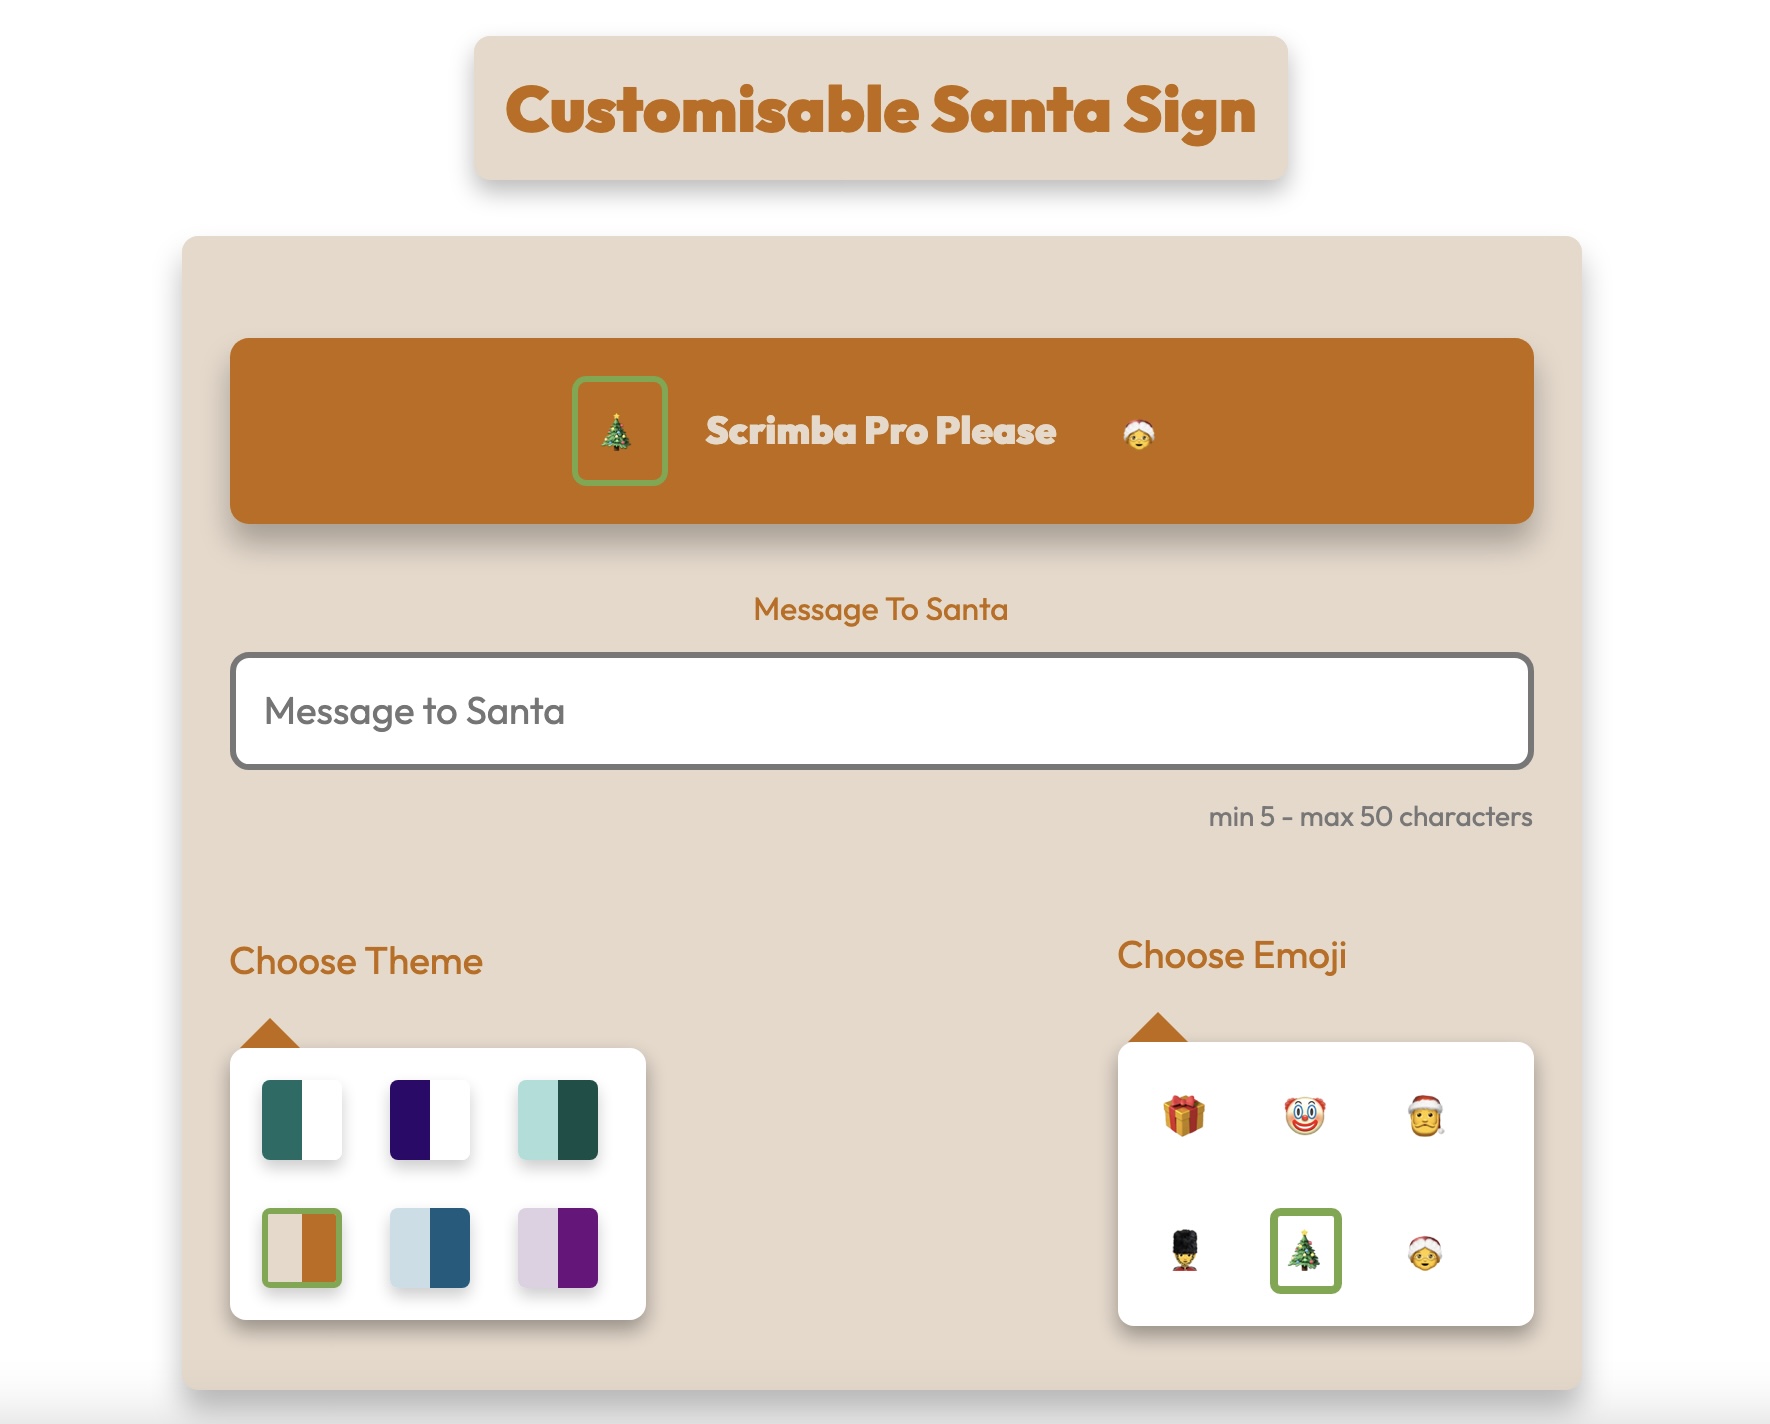 Customisable Santa Sign
🎄 Scrimba Pro Please 🤶
Message To Santa
Message to Santa
min 5 - max 50 characters
Choose Theme
Choose Emoji